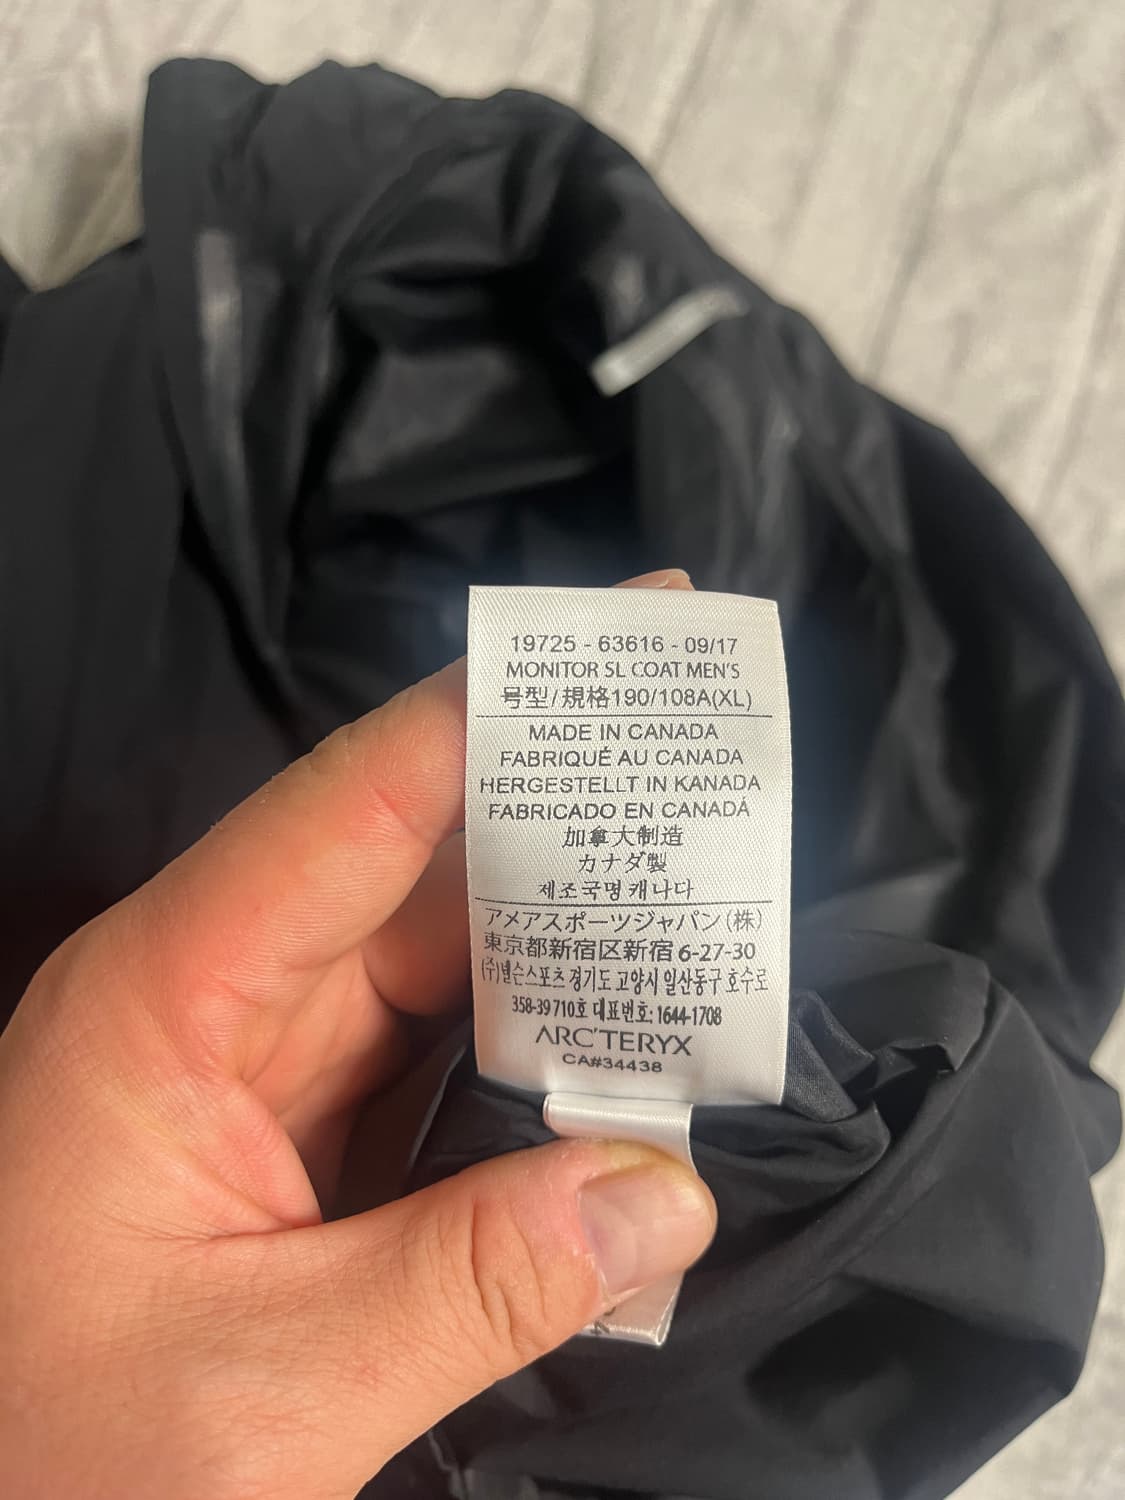 19725 - 63616 - 09/17
MONITOR SL COAT MEN'S
号型/規格190/108A(XL)
MADE IN CANADA
FABRIQUÉ AU CANADA
HERGESTELLT IN KANADA
FABRICADO EN CANADÁ
加拿大制造
カナダ製
제조국명 캐나다
アメアスポーツジャパン(株)
東京都新宿区新宿 6-27-30
(주)넬슨스포츠 경기도 고양시 일산동구 호수로
358-39 710호 대표번호: 1644-1708
ARC'TERYX
CA#34438